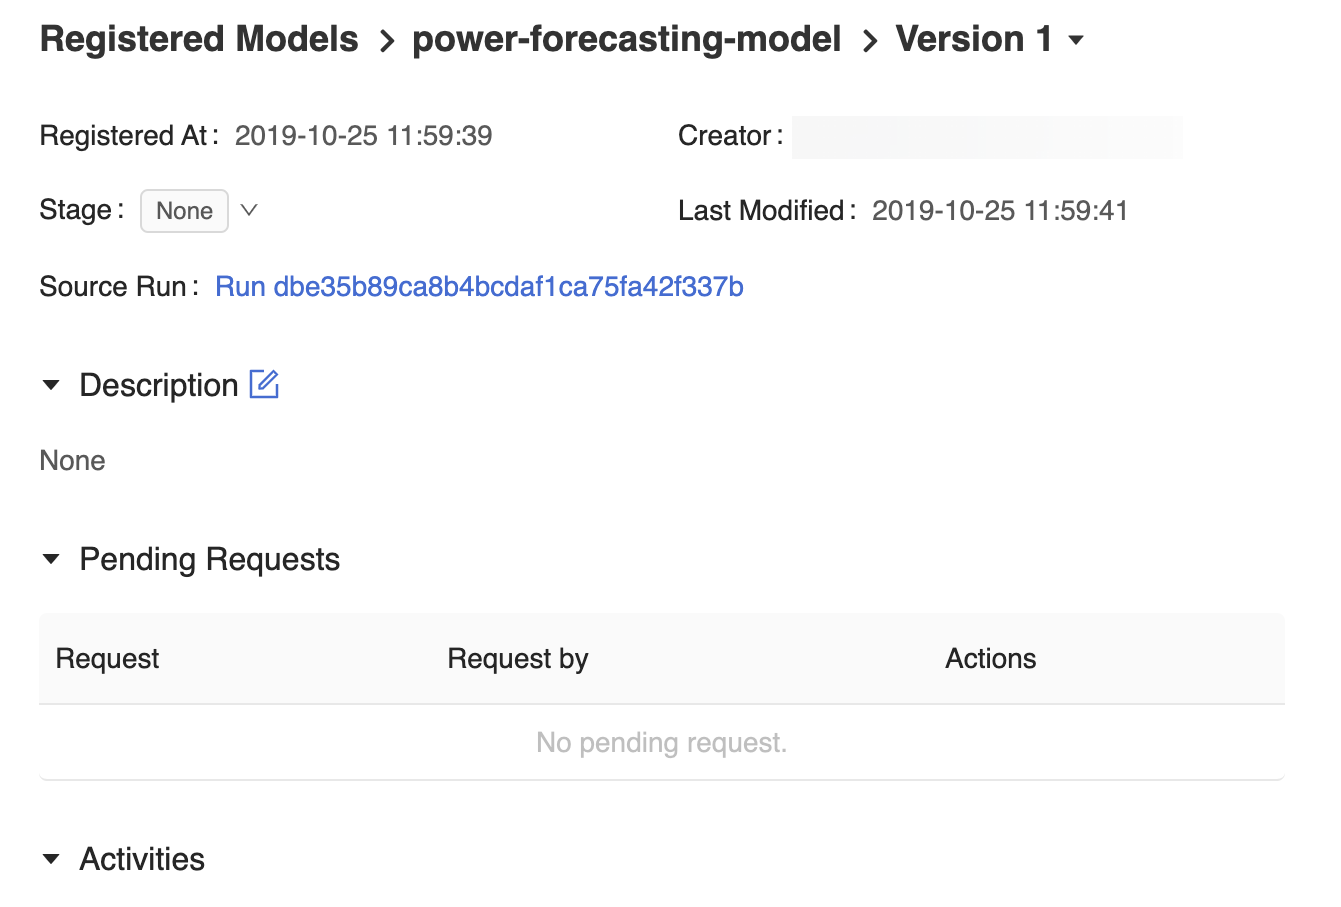 Registered Models > power-forecasting-model > Version 1
Registered At: 2019-10-25 11:59:39
Creator:
Stage: None
Last Modified: 2019-10-25 11:59:41
Source Run: Run dbe35b89ca8b4bcdaf1ca75fa42f337b
Description
None
Pending Requests
Request Request by Actions
No pending request.
Activities